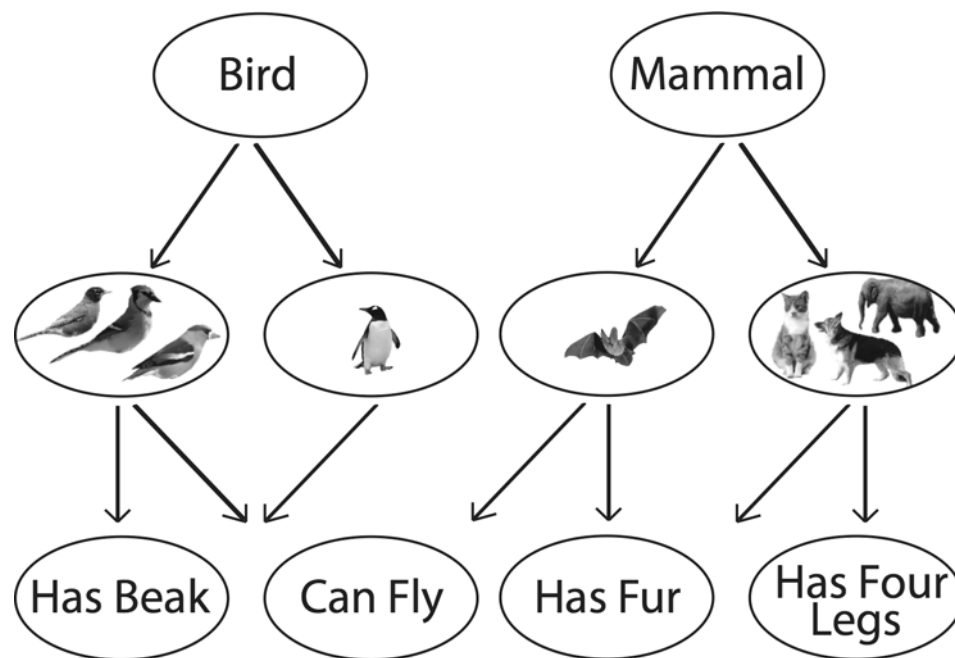 Bird
Mammal
Has Beak
Can Fly
Has Fur
Has Four
Legs